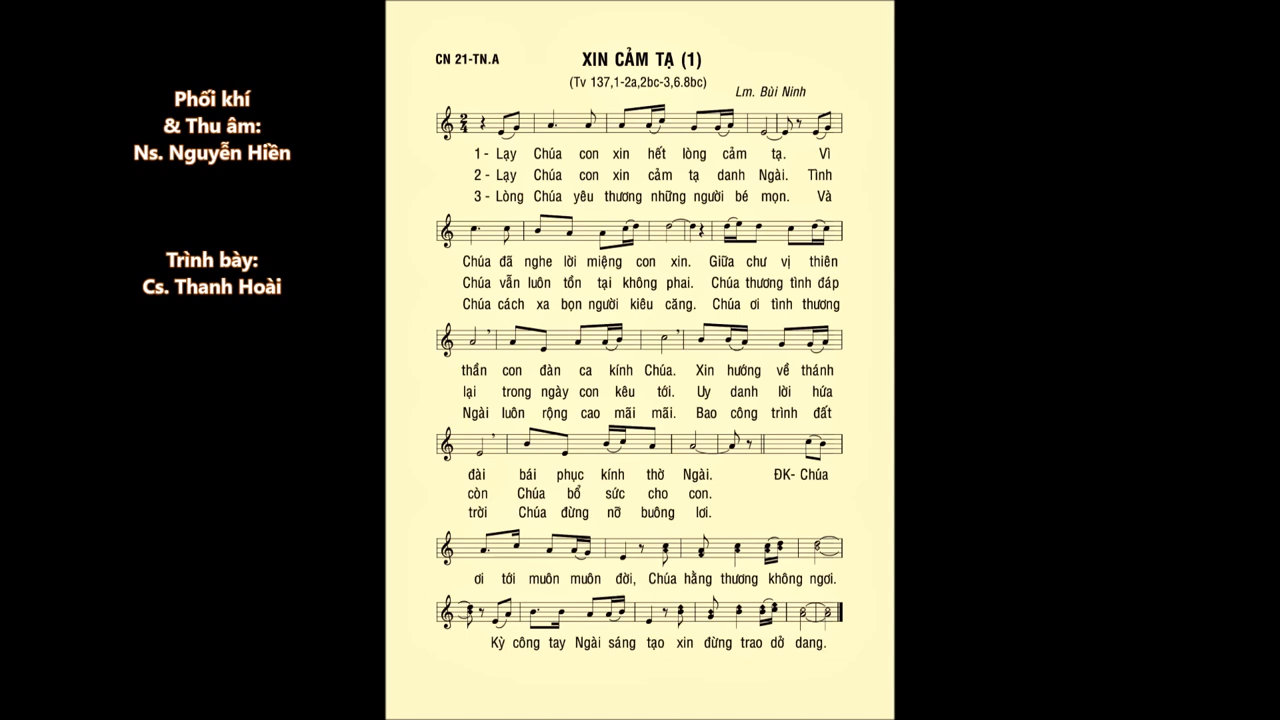 Phối khí
& Thu âm:
Ns. Nguyễn Hiền
Trình bày:
Cs. Thanh Hoài
CN 21-TN.A
XIN CẢM TẠ (1)
(Tv 137,1-2a,2bc-3,6.8bc)
Lm. Bùi Ninh
1 - Lạy Chúa con xin hết lòng cảm tạ. Vì
2 - Lạy Chúa con xin cảm tạ danh Ngài. Tình
3 - Lòng Chúa yêu thương những người bé mọn. Và
Chúa đã nghe lời miệng con xin. Giữa chư vị thiên
Chúa vẫn luôn tồn tại không phai. Chúa thương tình đáp
Chúa cách xa bọn người kiêu căng. Chúa ơi tình thương
thần con đàn ca kính Chúa. Xin hướng về thánh
lại trong ngày con kêu tới. Uy danh lời hứa
Ngài luôn rộng cao mãi mãi. Bao công trình đất
đài bái phục kính thờ Ngài. ĐK- Chúa
còn Chúa bổ sức cho con.
trời Chúa đừng nỡ buông lơi.
ơi tới muôn muôn đời, Chúa hằng thương không ngơi.
Kỳ công tay Ngài sáng tạo xin đừng trao dở dang.